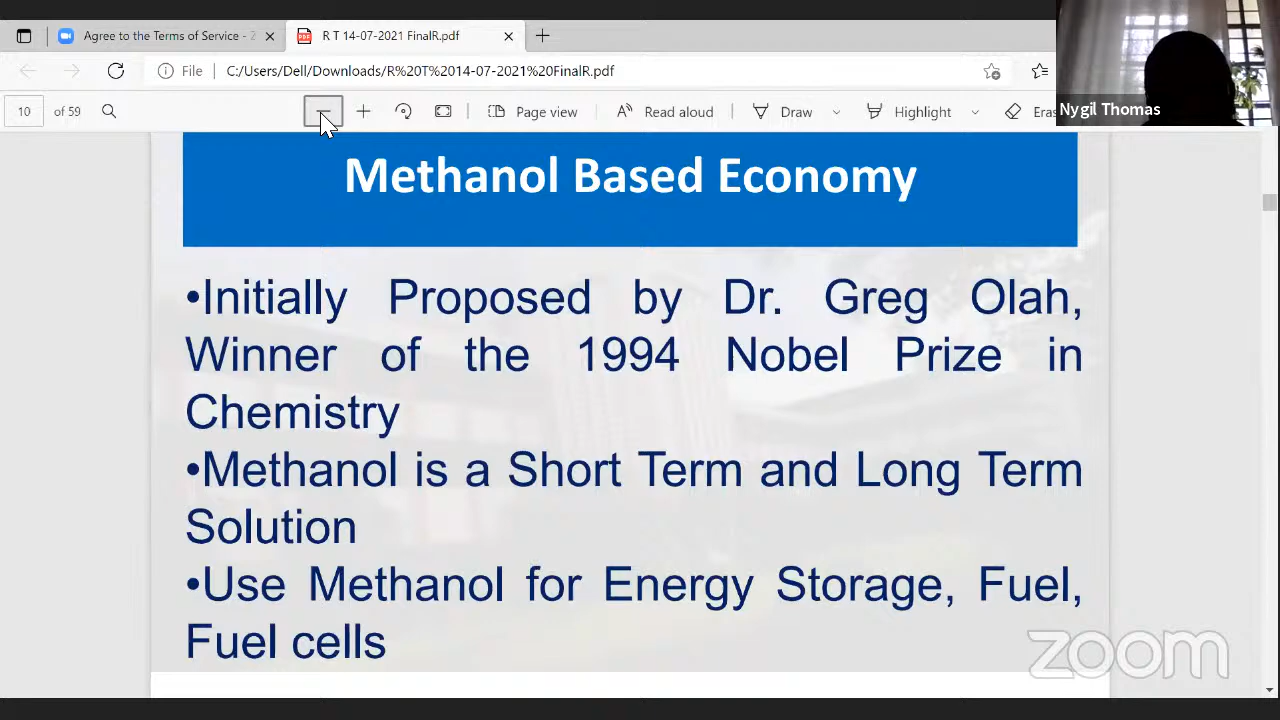 Agree to the Terms of Service - 2
R T 14-07-2021 FinalR.pdf
File
C:/Users/Dell/Downloads/R%20T%2014-07-2021%20FinalR.pdf
10 of 59
Page view
Read aloud
Draw
Highlight
Eras
Nygil Thomas
PDF
Methanol Based Economy
•Initially Proposed by Dr. Greg Olah,
Winner of the 1994 Nobel Prize in
Chemistry
•Methanol is a Short Term and Long Term
Solution
•Use Methanol for Energy Storage, Fuel,
Fuel cells
zoom